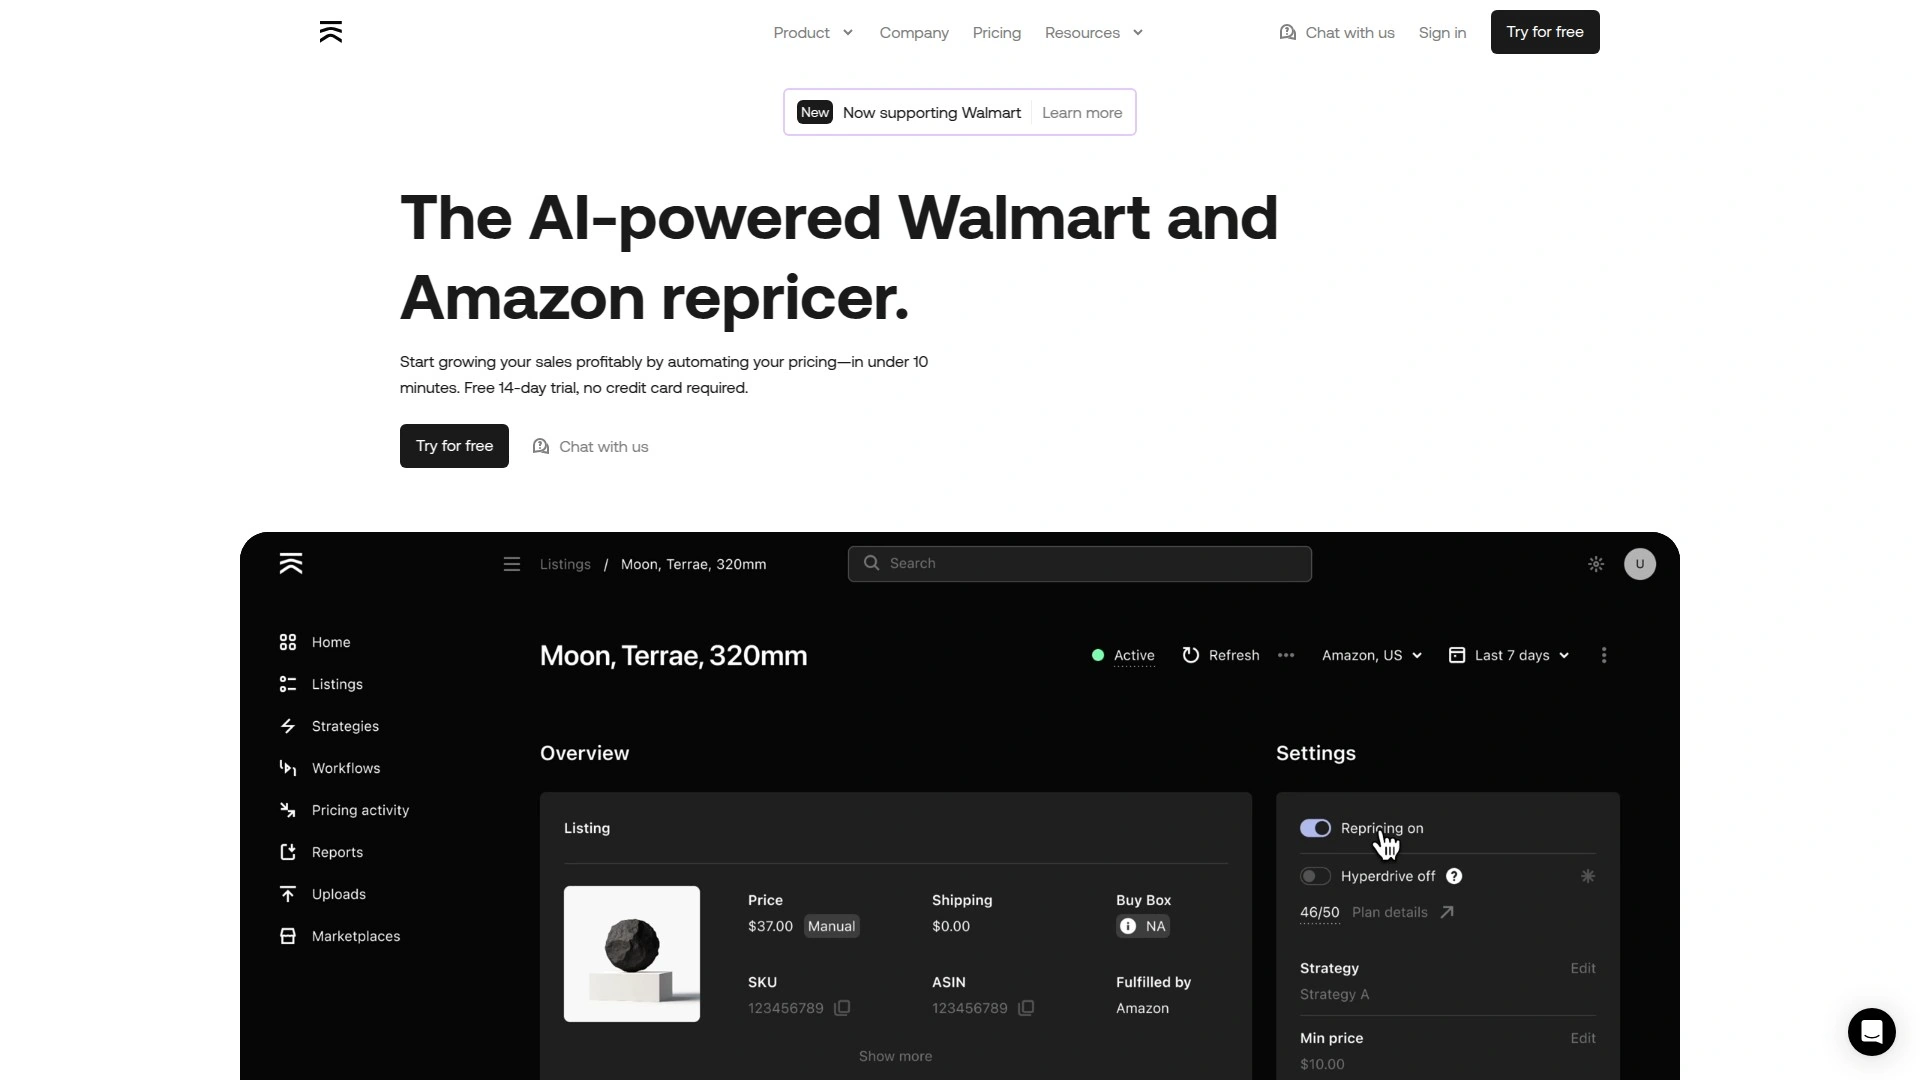 Product
Company
Pricing
Resources
Chat with us
Sign in
Try for free
New
Now supporting Walmart
Learn more
The AI-powered Walmart and
Amazon repricer.
Start growing your sales profitably by automating your pricing—in under 10
minutes. Free 14-day trial, no credit card required.
Try for free
Chat with us
Listings / Moon, Terrae, 320mm
Search
U
Home
Listings
Strategies
Workflows
Pricing activity
Reports
Uploads
Marketplaces
Moon, Terrae, 320mm
Active
Refresh
Amazon, US
Last 7 days
Overview
Listing
Price
$37.00 Manual
Shipping
$0.00
Buy Box
NA
SKU
123456789
ASIN
123456789
Fulfilled by
Amazon
Show more
Settings
Repricing on
Hyperdrive off ?
46/50 Plan details
Strategy Edit
Strategy A
Min price Edit
$10.00